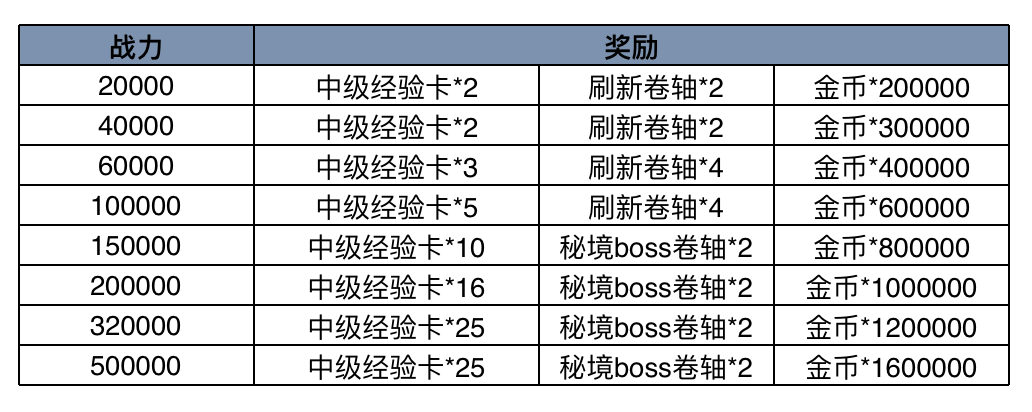 战力 奖励
20000 中级经验卡*2 刷新卷轴*2 金币*200000
40000 中级经验卡*2 刷新卷轴*2 金币*300000
60000 中级经验卡*3 刷新卷轴*4 金币*400000
100000 中级经验卡*5 刷新卷轴*4 金币*600000
150000 中级经验卡*10 秘境boss卷轴*2 金币*800000
200000 中级经验卡*16 秘境boss卷轴*2 金币*1000000
320000 中级经验卡*25 秘境boss卷轴*2 金币*1200000
500000 中级经验卡*25 秘境boss卷轴*2 金币*1600000